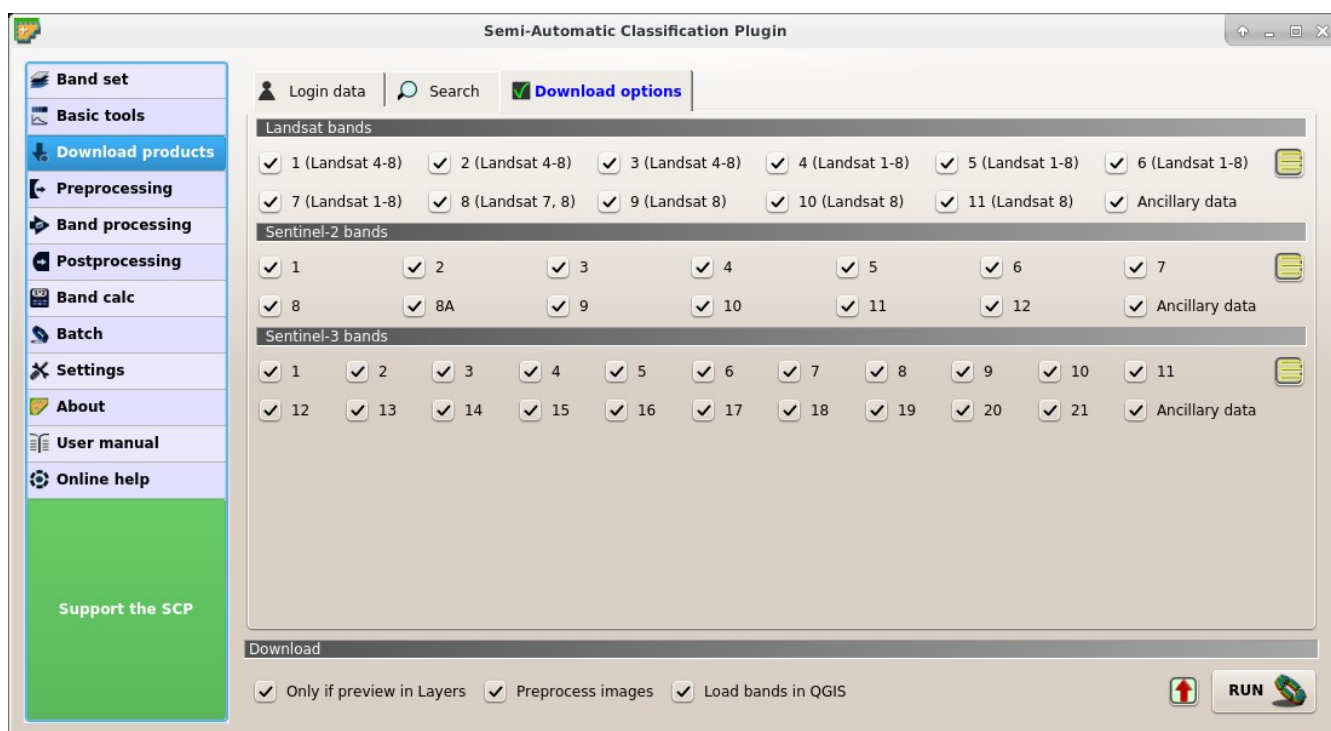 Semi-Automatic Classification Plugin
Band set
Basic tools
Download products
Preprocessing
Band processing
Postprocessing
Band calc
Batch
Settings
About
User manual
Online help
Support the SCP
Login data Search Download options
Landsat bands
1 (Landsat 4-8) 2 (Landsat 4-8) 3 (Landsat 4-8) 4 (Landsat 1-8) 5 (Landsat 1-8) 6 (Landsat 1-8)
7 (Landsat 1-8) 8 (Landsat 7, 8) 9 (Landsat 8) 10 (Landsat 8) 11 (Landsat 8) Ancillary data
Sentinel-2 bands
1 2 3 4 5 6 7
8 8A 9 10 11 12 Ancillary data
Sentinel-3 bands
1 2 3 4 5 6 7 8 9 10 11
12 13 14 15 16 17 18 19 20 21 Ancillary data
Download
Only if preview in Layers Preprocess images Load bands in QGIS RUN